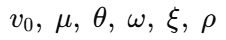 v₀, μ, θ, ω, ξ, ρ